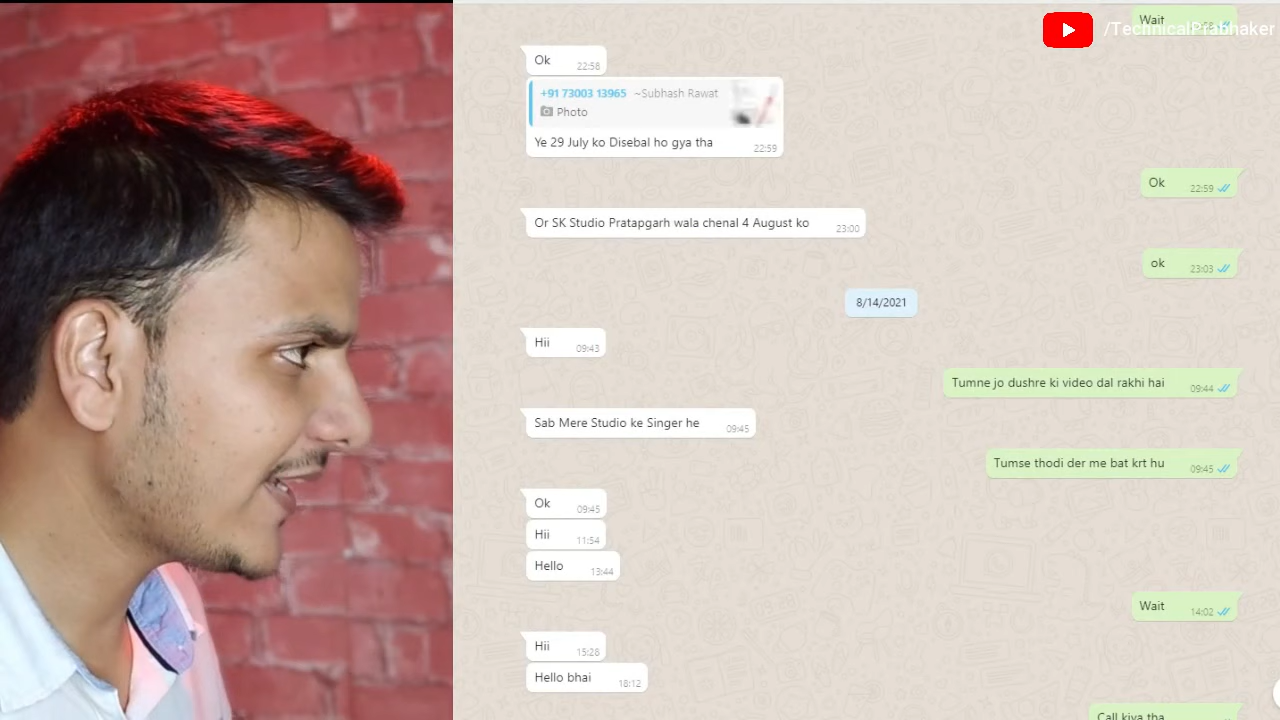 Wait
/TechnicalPrabhaker
Ok 22:58
+91 73003 13965 ~Subhash Rawat
Photo
Ye 29 July ko Disebal ho gya tha 22:59
Ok 22:59
Or SK Studio Pratapgarh wala chenal 4 August ko 23:00
ok 23:03
8/14/2021
Hii 09:43
Tumne jo dushre ki video dal rakhi hai 09:44
Sab Mere Studio ke Singer he 09:45
Tumse thodi der me bat krt hu 09:45
Ok 09:45
Hii 11:54
Hello 13:44
Wait 14:02
Hii 15:28
Hello bhai 18:12
Call kiya tha